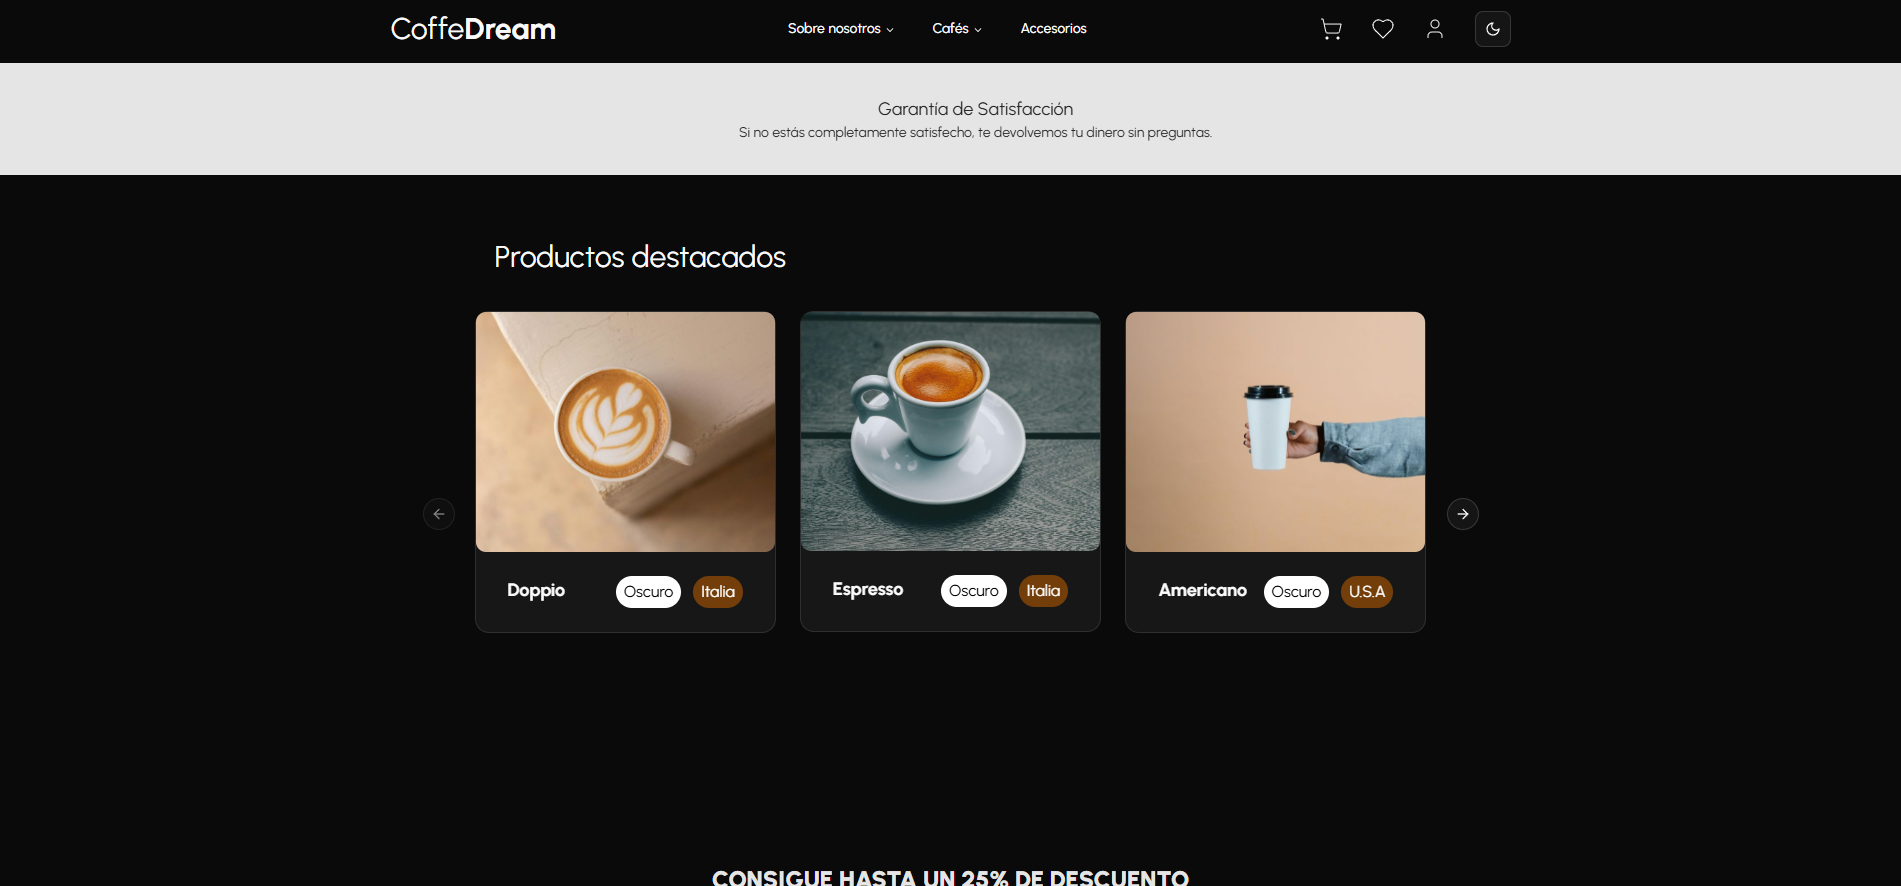 CoffeDream
Sobre nosotros
Cafés
Accesorios
Garantía de Satisfacción
Si no estás completamente satisfecho, te devolvemos tu dinero sin preguntas.
Productos destacados
Doppio
Oscuro
Italia
Espresso
Oscuro
Italia
Americano
Oscuro
U.S.A
CONSIGUE HASTA UN 25% DE DESCUENTO